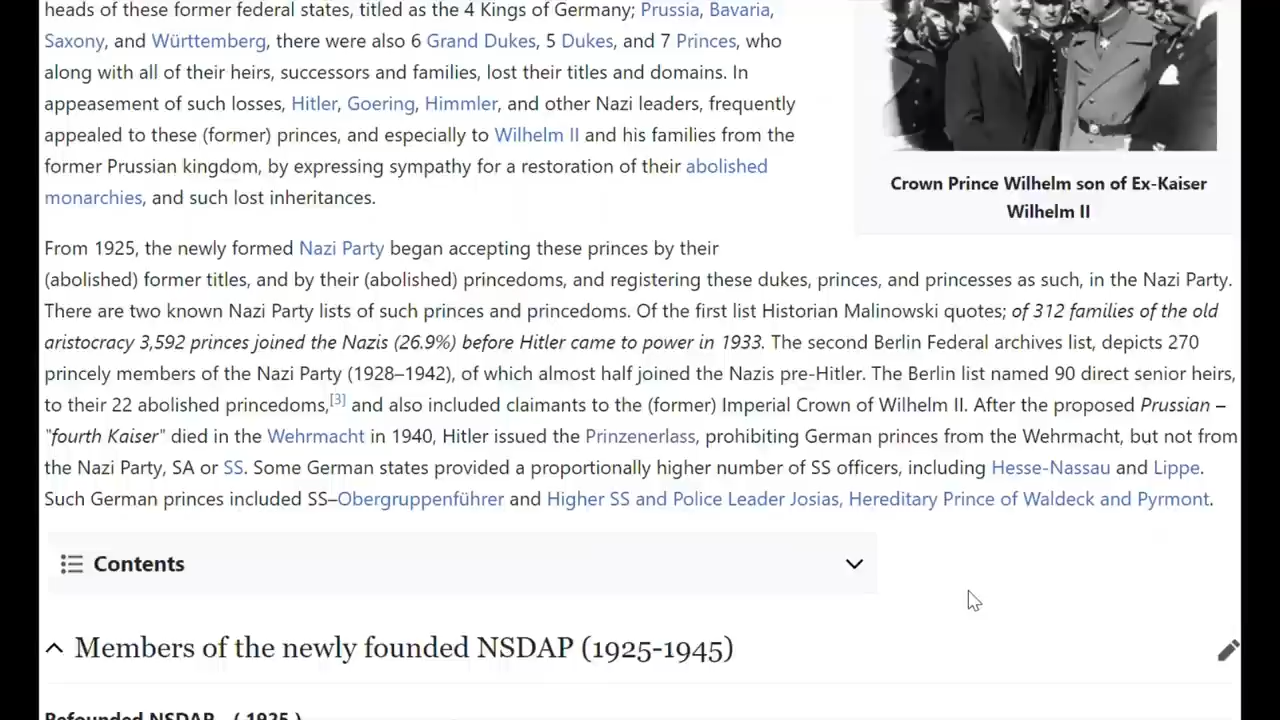 heads of these former federal states, titled as the 4 Kings of Germany; Prussia, Bavaria,
Saxony, and Württemberg, there were also 6 Grand Dukes, 5 Dukes, and 7 Princes, who
along with all of their heirs, successors and families, lost their titles and domains. In
appeasement of such losses, Hitler, Goering, Himmler, and other Nazi leaders, frequently
appealed to these (former) princes, and especially to Wilhelm II and his families from the
former Prussian kingdom, by expressing sympathy for a restoration of their abolished
monarchies, and such lost inheritances.
Crown Prince Wilhelm son of Ex-Kaiser
Wilhelm II
From 1925, the newly formed Nazi Party began accepting these princes by their
(abolished) former titles, and by their (abolished) princedoms, and registering these dukes, princes, and princesses as such, in the Nazi Party.
There are two known Nazi Party lists of such princes and princedoms. Of the first list Historian Malinowski quotes; of 312 families of the old
aristocracy 3,592 princes joined the Nazis (26.9%) before Hitler came to power in 1933. The second Berlin Federal archives list, depicts 270
princely members of the Nazi Party (1928–1942), of which almost half joined the Nazis pre-Hitler. The Berlin list named 90 direct senior heirs,
to their 22 abolished princedoms,[3] and also included claimants to the (former) Imperial Crown of Wilhelm II. After the proposed Prussian –
"fourth Kaiser" died in the Wehrmacht in 1940, Hitler issued the Prinzenerlass, prohibiting German princes from the Wehrmacht, but not from
the Nazi Party, SA or SS. Some German states provided a proportionally higher number of SS officers, including Hesse-Nassau and Lippe.
Such German princes included SS–Obergruppenführer and Higher SS and Police Leader Josias, Hereditary Prince of Waldeck and Pyrmont.
Contents
Members of the newly founded NSDAP (1925-1945)
Refounded NSDAP - ( 1925 )